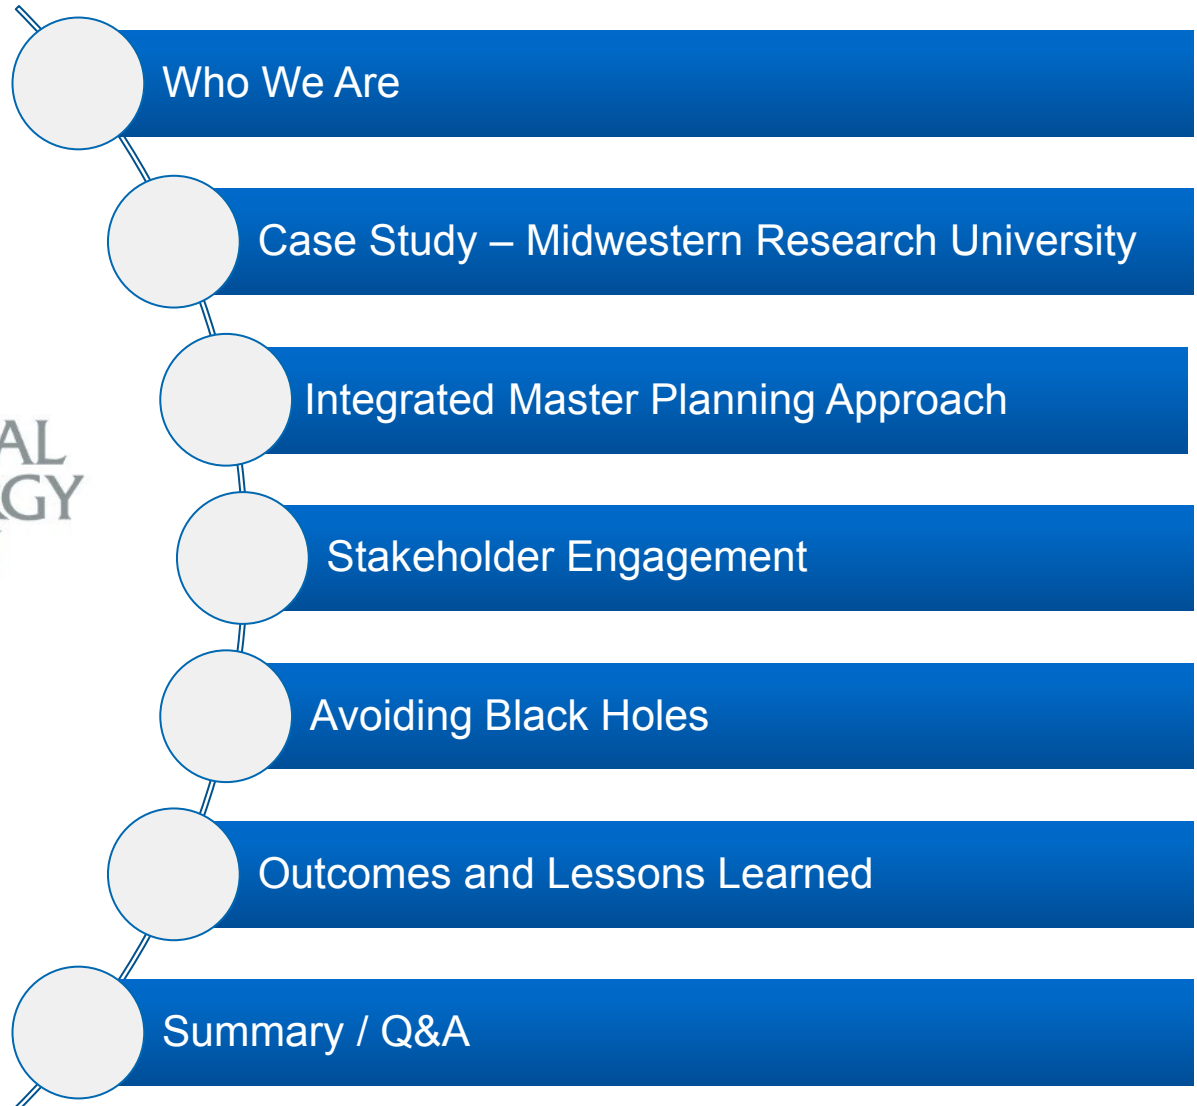 Who We Are
Case Study – Midwestern Research University
Integrated Master Planning Approach
Stakeholder Engagement
Avoiding Black Holes
Outcomes and Lessons Learned
Summary / Q&A